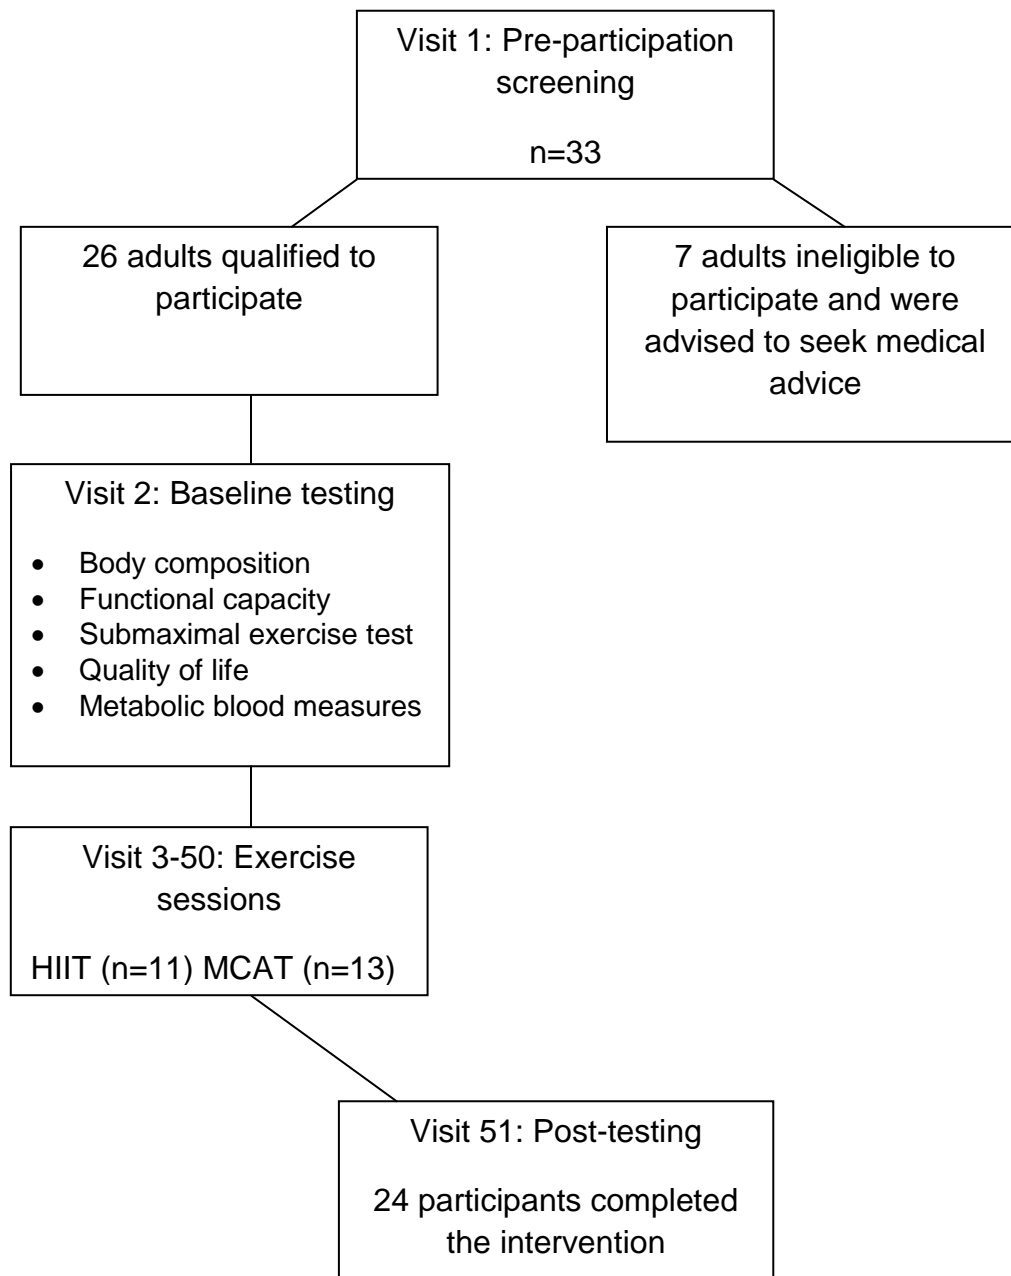 Visit 1: Pre-participation
screening
n=33
26 adults qualified to
participate
7 adults ineligible to
participate and were
advised to seek medical
advice
Visit 2: Baseline testing
• Body composition
• Functional capacity
• Submaximal exercise test
• Quality of life
• Metabolic blood measures
Visit 3-50: Exercise
sessions
HIIT (n=11) MCAT (n=13)
Visit 51: Post-testing
24 participants completed
the intervention